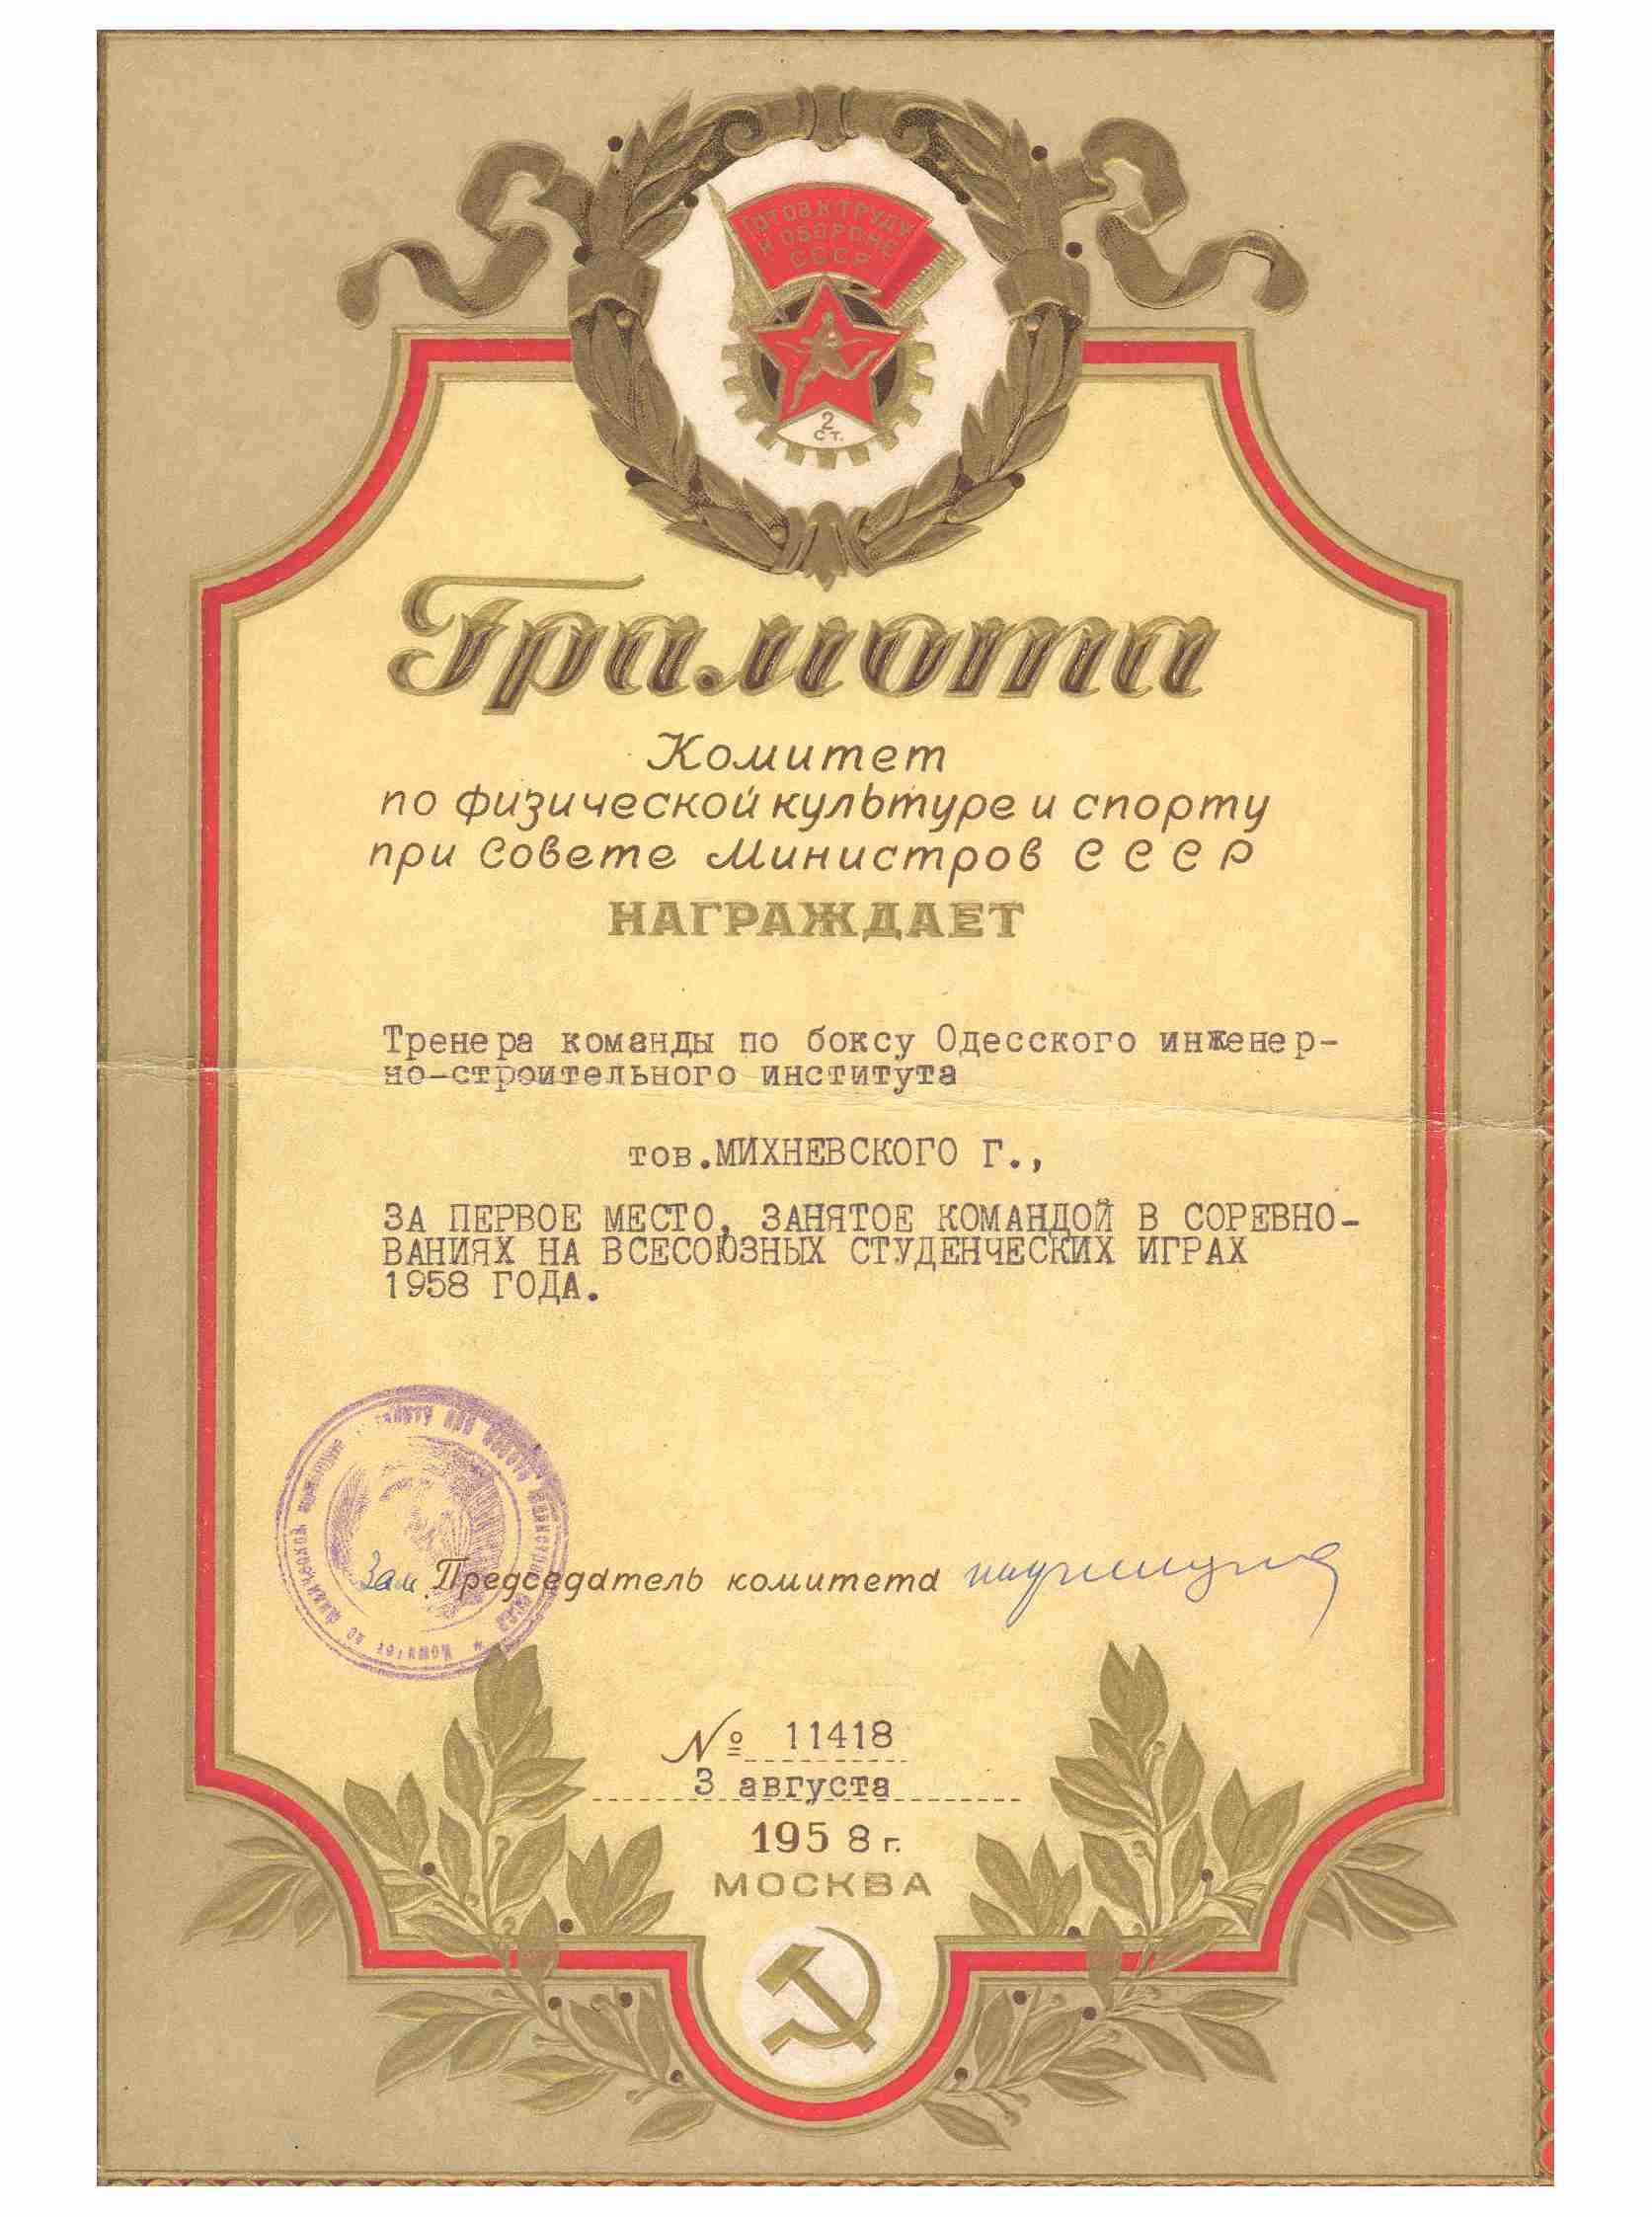 ГОТОВ К ТРУДУ
И ОБОРОНЕ
СССР
2
ст.
Грамота
Комитет
по физической культуре и спорту
при Совете Министров СССР
НАГРАЖДАЕТ
Тренера команды по боксу Одесского инженер-
но-строительного института
тов.МИХНЕВСКОГО Г.,
ЗА ПЕРВОЕ МЕСТО, ЗАНЯТОЕ КОМАНДОЙ В СОРЕВНО-
ВАНИЯХ НА ВСЕСОЮЗНЫХ СТУДЕНЧЕСКИХ ИГРАХ
1958 ГОДА.
Зам. Председатель комитета
№ 11418
3 августа
1958 г.
МОСКВА